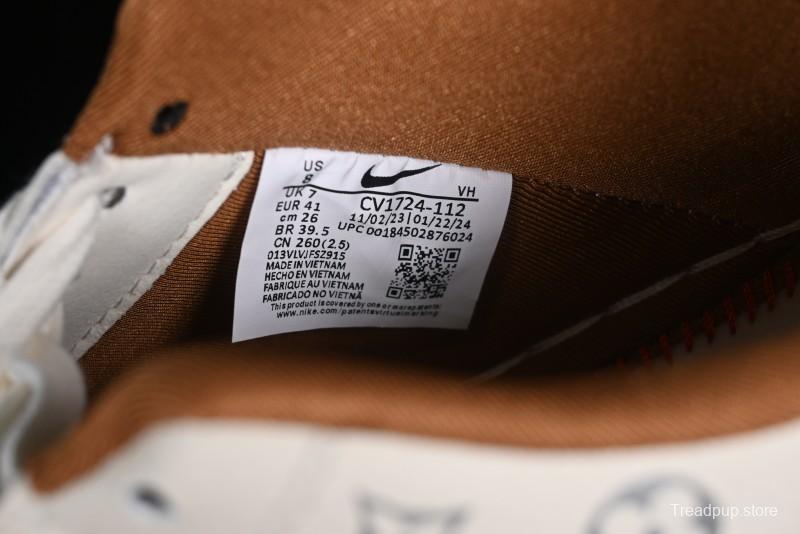 US
UK 7
EUR 41
cm 26
BR 39.5
CN 260(2.5)
VH
CV1724-112
11/02/23|01/22/24
UPC 00184502876024
013VLVJFSZ915
MADE IN VIETNAM
HECHO EN VIETNAM
FABRIQUE AU VIETNAM
FABRICADO NO VIETNÃ
This product is covered by one or more patents:
www.nike.com/patentsvirtualmarking
Treadpup.store